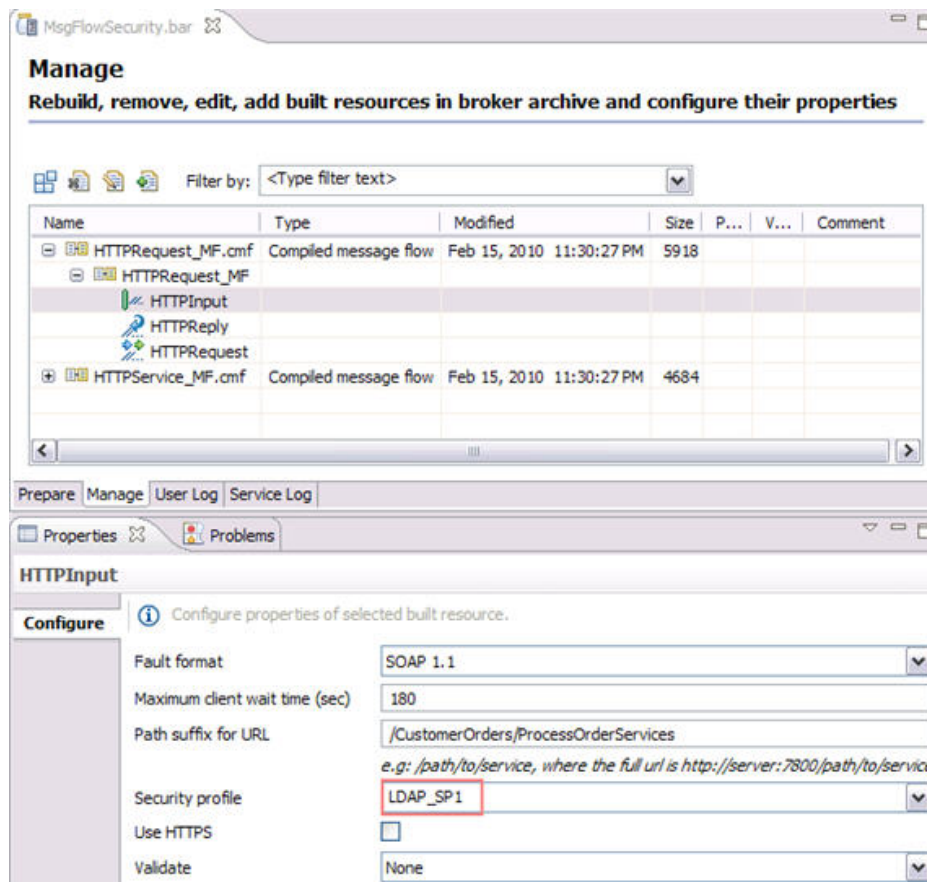 MsgFlowSecurity.bar
Manage
Rebuild, remove, edit, add built resources in broker archive and configure their properties
Filter by: <Type filter text>
Name Type Modified Size P... V... Comment
HTTPRequest_MF.cmf Compiled message flow Feb 15, 2010 11:30:27 PM 5918
HTTPRequest_MF
HTTPInput
HTTPReply
HTTPRequest
HTTPService_MF.cmf Compiled message flow Feb 15, 2010 11:30:27 PM 4684
Prepare Manage User Log Service Log
Properties Problems
HTTPInput
Configure Configure properties of selected built resource.
Fault format SOAP 1.1
Maximum client wait time (sec) 180
Path suffix for URL /CustomerOrders/ProcessOrderServices
e.g: /path/to/service, where the full url is http://server:7800/path/to/service
Security profile LDAP_SP1
Use HTTPS
Validate None